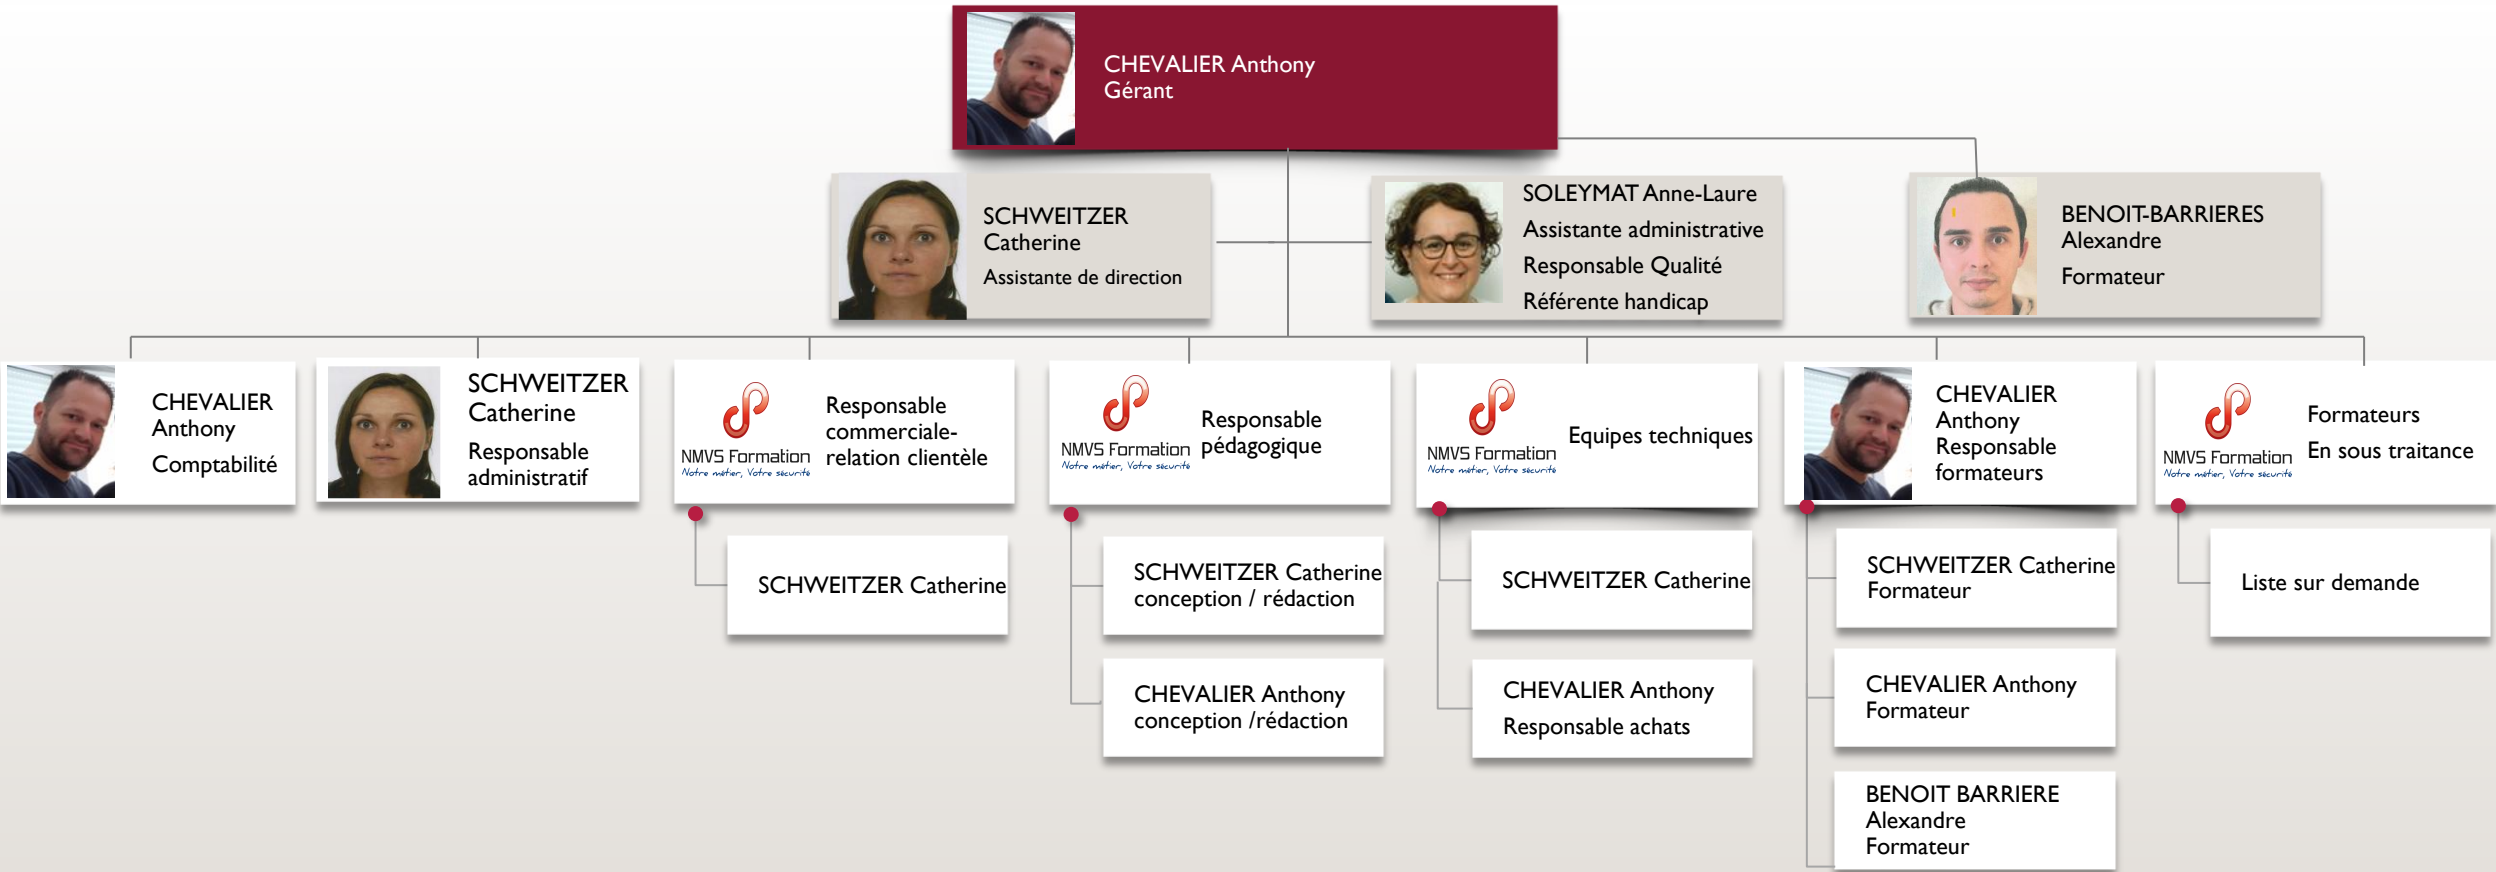 CHEVALIER Anthony
Gérant
SCHWEITZER
Catherine
Assistante de direction
SOLEYMAT Anne-Laure
Assistante administrative
Responsable Qualité
Référente handicap
BENOIT-BARRIERES
Alexandre
Formateur
CHEVALIER
Anthony
Comptabilité
SCHWEITZER
Catherine
Responsable
administratif
NMVS Formation
Notre métier, Votre sécurité
Responsable
commerciale-
relation clientèle
NMVS Formation
Notre métier, Votre sécurité
Responsable
pédagogique
NMVS Formation
Notre métier, Votre sécurité
Equipes techniques
CHEVALIER
Anthony
Responsable
formateurs
NMVS Formation
Notre métier, Votre sécurité
Formateurs
En sous traitance
SCHWEITZER Catherine
SCHWEITZER Catherine
conception / rédaction
CHEVALIER Anthony
conception /rédaction
SCHWEITZER Catherine
CHEVALIER Anthony
Responsable achats
SCHWEITZER Catherine
Formateur
CHEVALIER Anthony
Formateur
BENOIT BARRIERE
Alexandre
Formateur
Liste sur demande